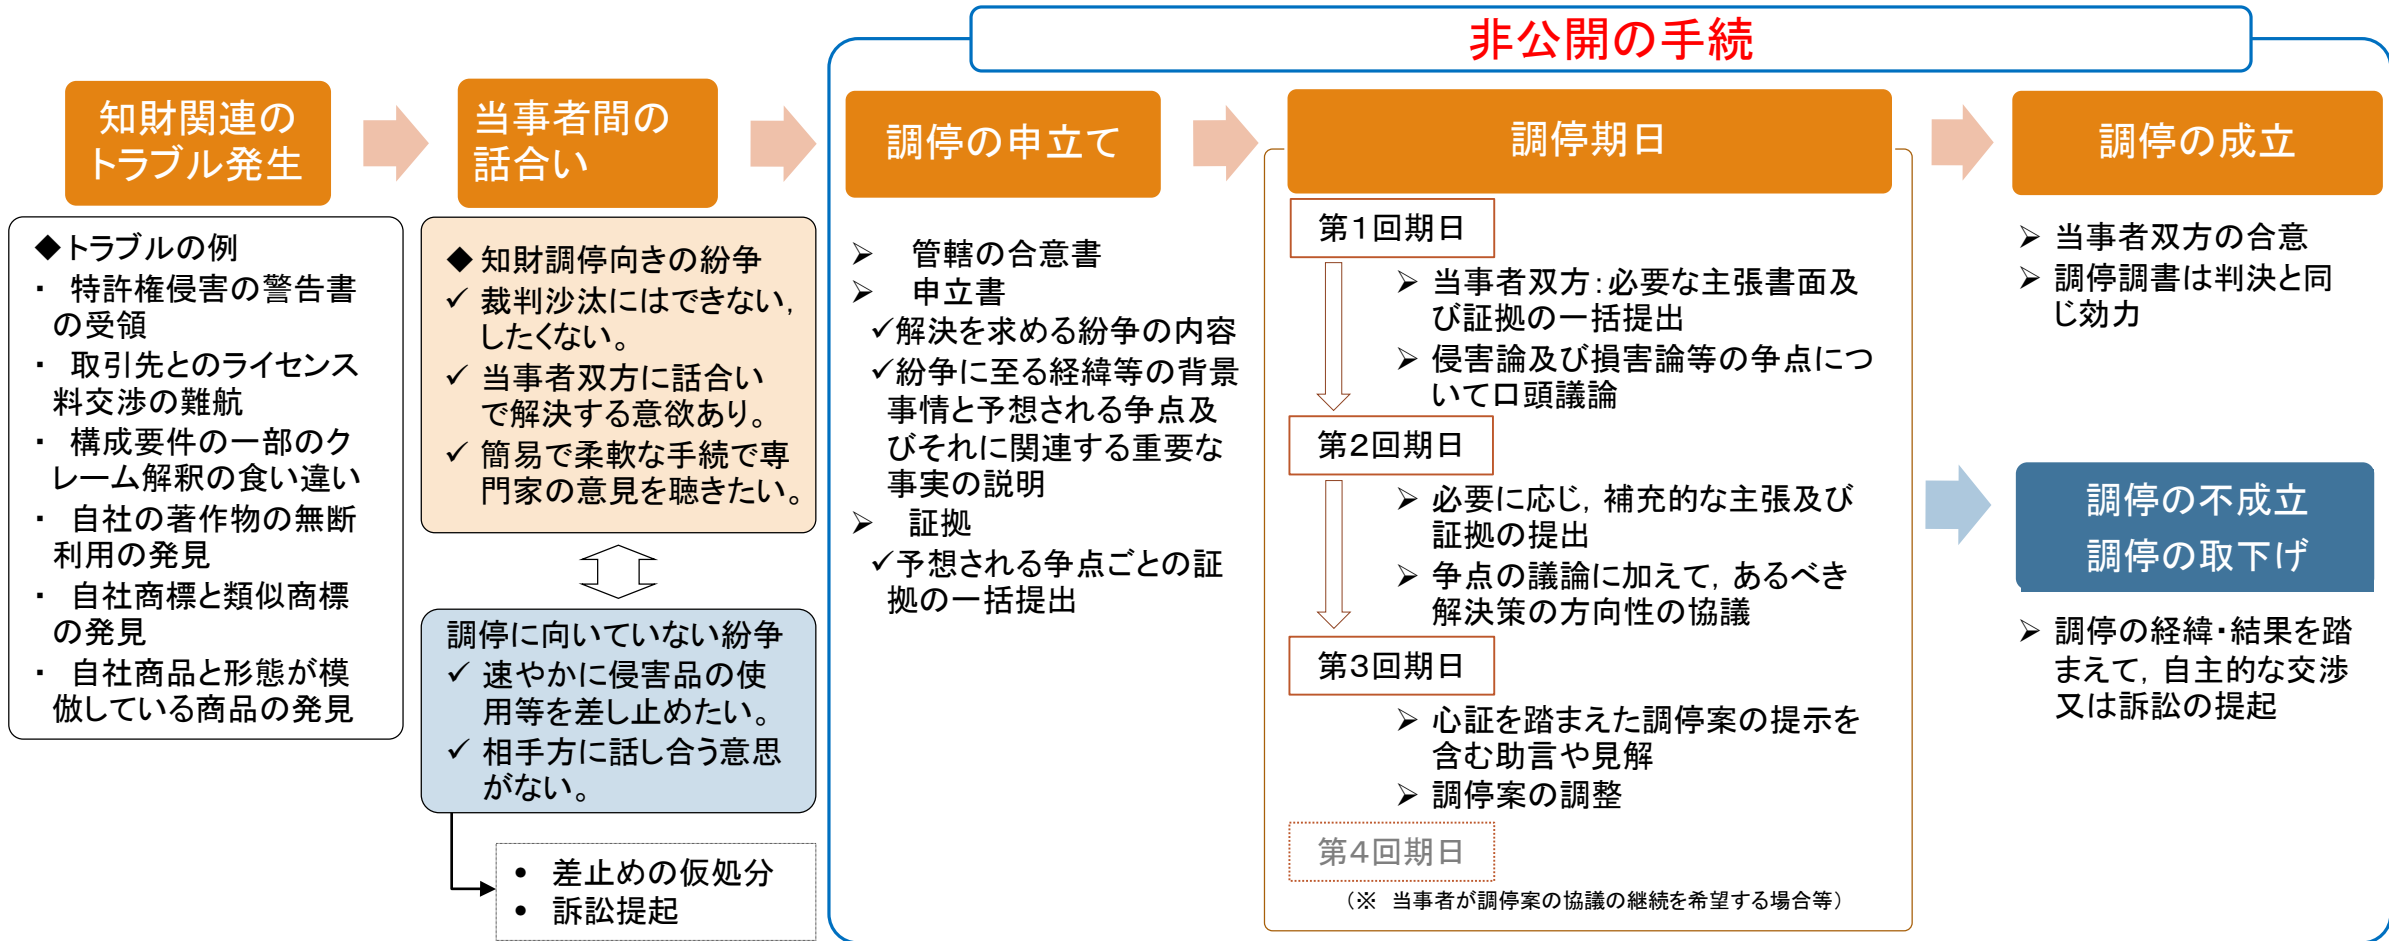 非公開の手続
知財関連の
トラブル発生
◆トラブルの例
・ 特許権侵害の警告書
の受領
・ 取引先とのライセンス
料交渉の難航
・ 構成要件の一部のク
レーム解釈の食い違い
・ 自社の著作物の無断
利用の発見
・ 自社商標と類似商標
の発見
・ 自社商品と形態が模
倣している商品の発見
当事者間の
話合い
◆ 知財調停向きの紛争
✓ 裁判沙汰にはできない,
したくない。
✓ 当事者双方に話合い
で解決する意欲あり。
✓ 簡易で柔軟な手続で専
門家の意見を聴きたい。
調停に向いていない紛争
✓ 速やかに侵害品の使
用等を差し止めたい。
✓ 相手方に話し合う意思
がない。
• 差止めの仮処分
• 訴訟提起
調停の申立て
➢ 管轄の合意書
➢ 申立書
✓解決を求める紛争の内容
✓紛争に至る経緯等の背景
事情と予想される争点及
びそれに関連する重要な
事実の説明
➢ 証拠
✓予想される争点ごとの証
拠の一括提出
調停期日
第1回期日
➢ 当事者双方：必要な主張書面及
び証拠の一括提出
➢ 侵害論及び損害論等の争点につ
いて口頭議論
第2回期日
➢ 必要に応じ, 補充的な主張及び
証拠の提出
➢ 争点の議論に加えて, あるべき
解決策の方向性の協議
第3回期日
➢ 心証を踏まえた調停案の提示を
含む助言や見解
➢ 調停案の調整
第4回期日
（※ 当事者が調停案の協議の継続を希望する場合等）
調停の成立
➢ 当事者双方の合意
➢ 調停調書は判決と同
じ効力
調停の不成立
調停の取下げ
➢ 調停の経緯・結果を踏
まえて, 自主的な交渉
又は訴訟の提起